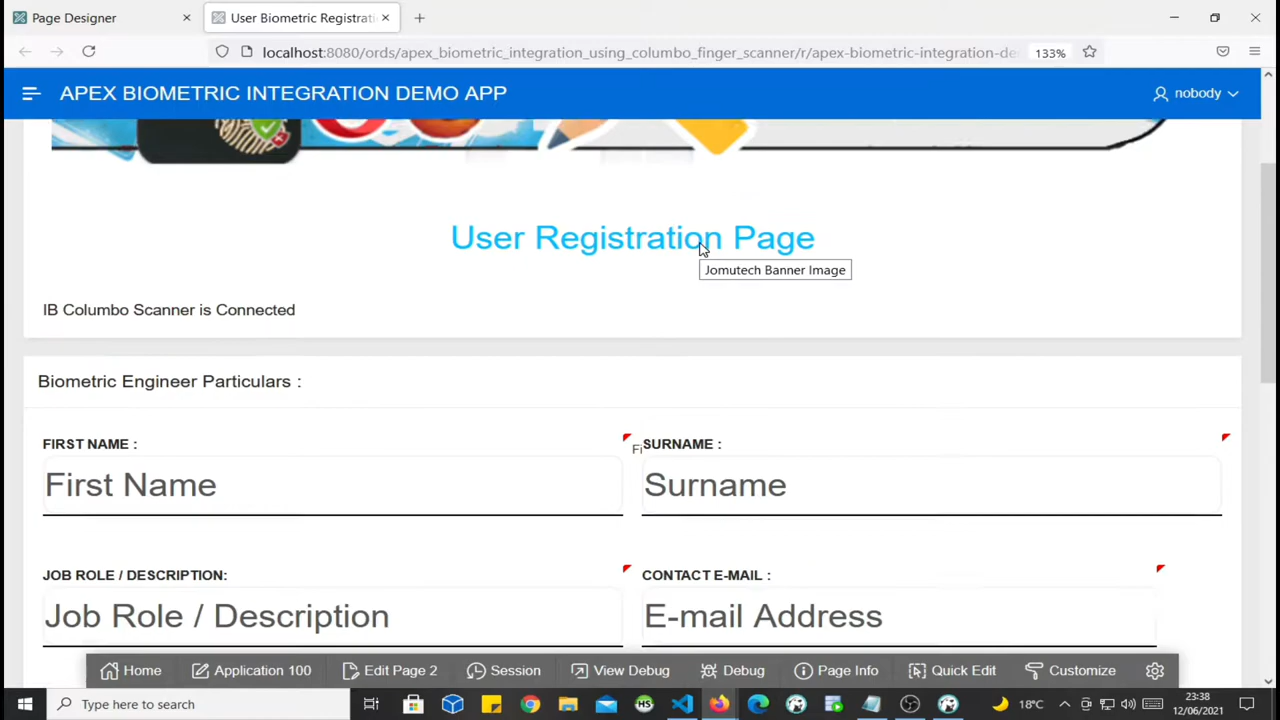 Page Designer
User Biometric Registrati
localhost:8080/ords/apex_biometric_integration_using_columbo_finger_scanner/r/apex-biometric-integration-de
133%
APEX BIOMETRIC INTEGRATION DEMO APP
nobody
User Registration Page
Jomutech Banner Image
IB Columbo Scanner is Connected
Biometric Engineer Particulars :
FIRST NAME :
Fi
SURNAME :
First Name
Surname
JOB ROLE / DESCRIPTION:
CONTACT E-MAIL :
Job Role / Description
E-mail Address
Home
Application 100
Edit Page 2
Session
View Debug
Debug
Page Info
Quick Edit
Customize
Type here to search
HS
18°C
23:38
12/06/2021